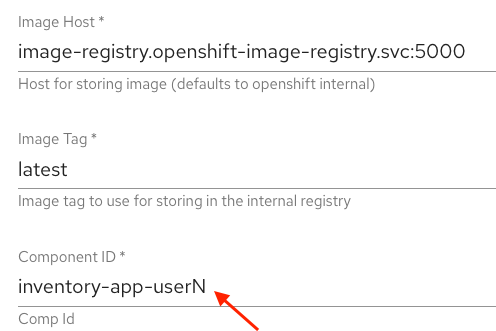 Image Host *
image-registry.openshift-image-registry.svc:5000
Host for storing image (defaults to openshift internal)
Image Tag *
latest
Image tag to use for storing in the internal registry
Component ID *
inventory-app-userN
Comp Id